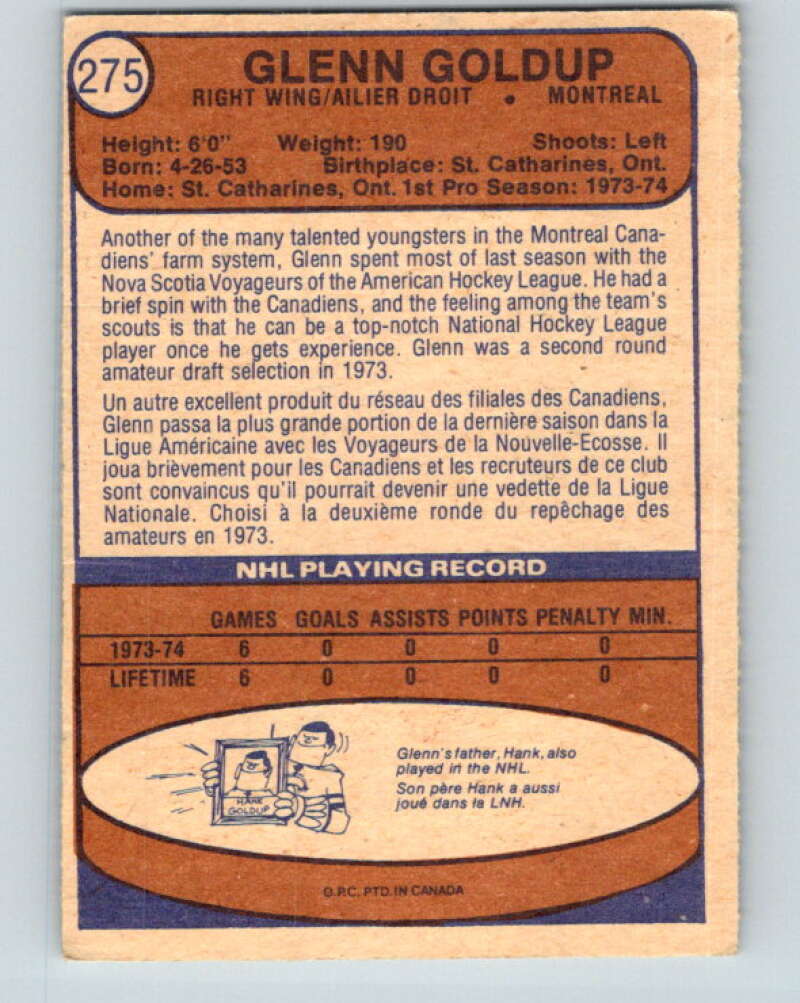 275
GLENN GOLDUP
RIGHT WING/AILIER DROIT • MONTREAL
Height: 6'0" Weight: 190 Shoots: Left
Born: 4-26-53 Birthplace: St. Catharines, Ont.
Home: St. Catharines, Ont. 1st Pro Season: 1973-74
Another of the many talented youngsters in the Montreal Cana-
diens' farm system, Glenn spent most of last season with the
Nova Scotia Voyageurs of the American Hockey League. He had a
brief spin with the Canadiens, and the feeling among the team's
scouts is that he can be a top-notch National Hockey League
player once he gets experience. Glenn was a second round
amateur draft selection in 1973.
Un autre excellent produit du réseau des filiales des Canadiens,
Glenn passa la plus grande portion de la dernière saison dans la
Ligue Américaine avec les Voyageurs de la Nouvelle-Ecosse. Il
joua brièvement pour les Canadiens et les recruteurs de ce club
sont convaincus qu'il pourrait devenir une vedette de la Ligue
Nationale. Choisi à la deuxième ronde du repêchage des
amateurs en 1973.
NHL PLAYING RECORD
GAMES GOALS ASSISTS POINTS PENALTY MIN.
1973-74 6 0 0 0 0
LIFETIME 6 0 0 0 0
Glenn's father, Hank, also
played in the NHL.
Son père Hank a aussi
joué dans la LNH.
HANK
GOLDUP
O.P.C. PTD. IN CANADA